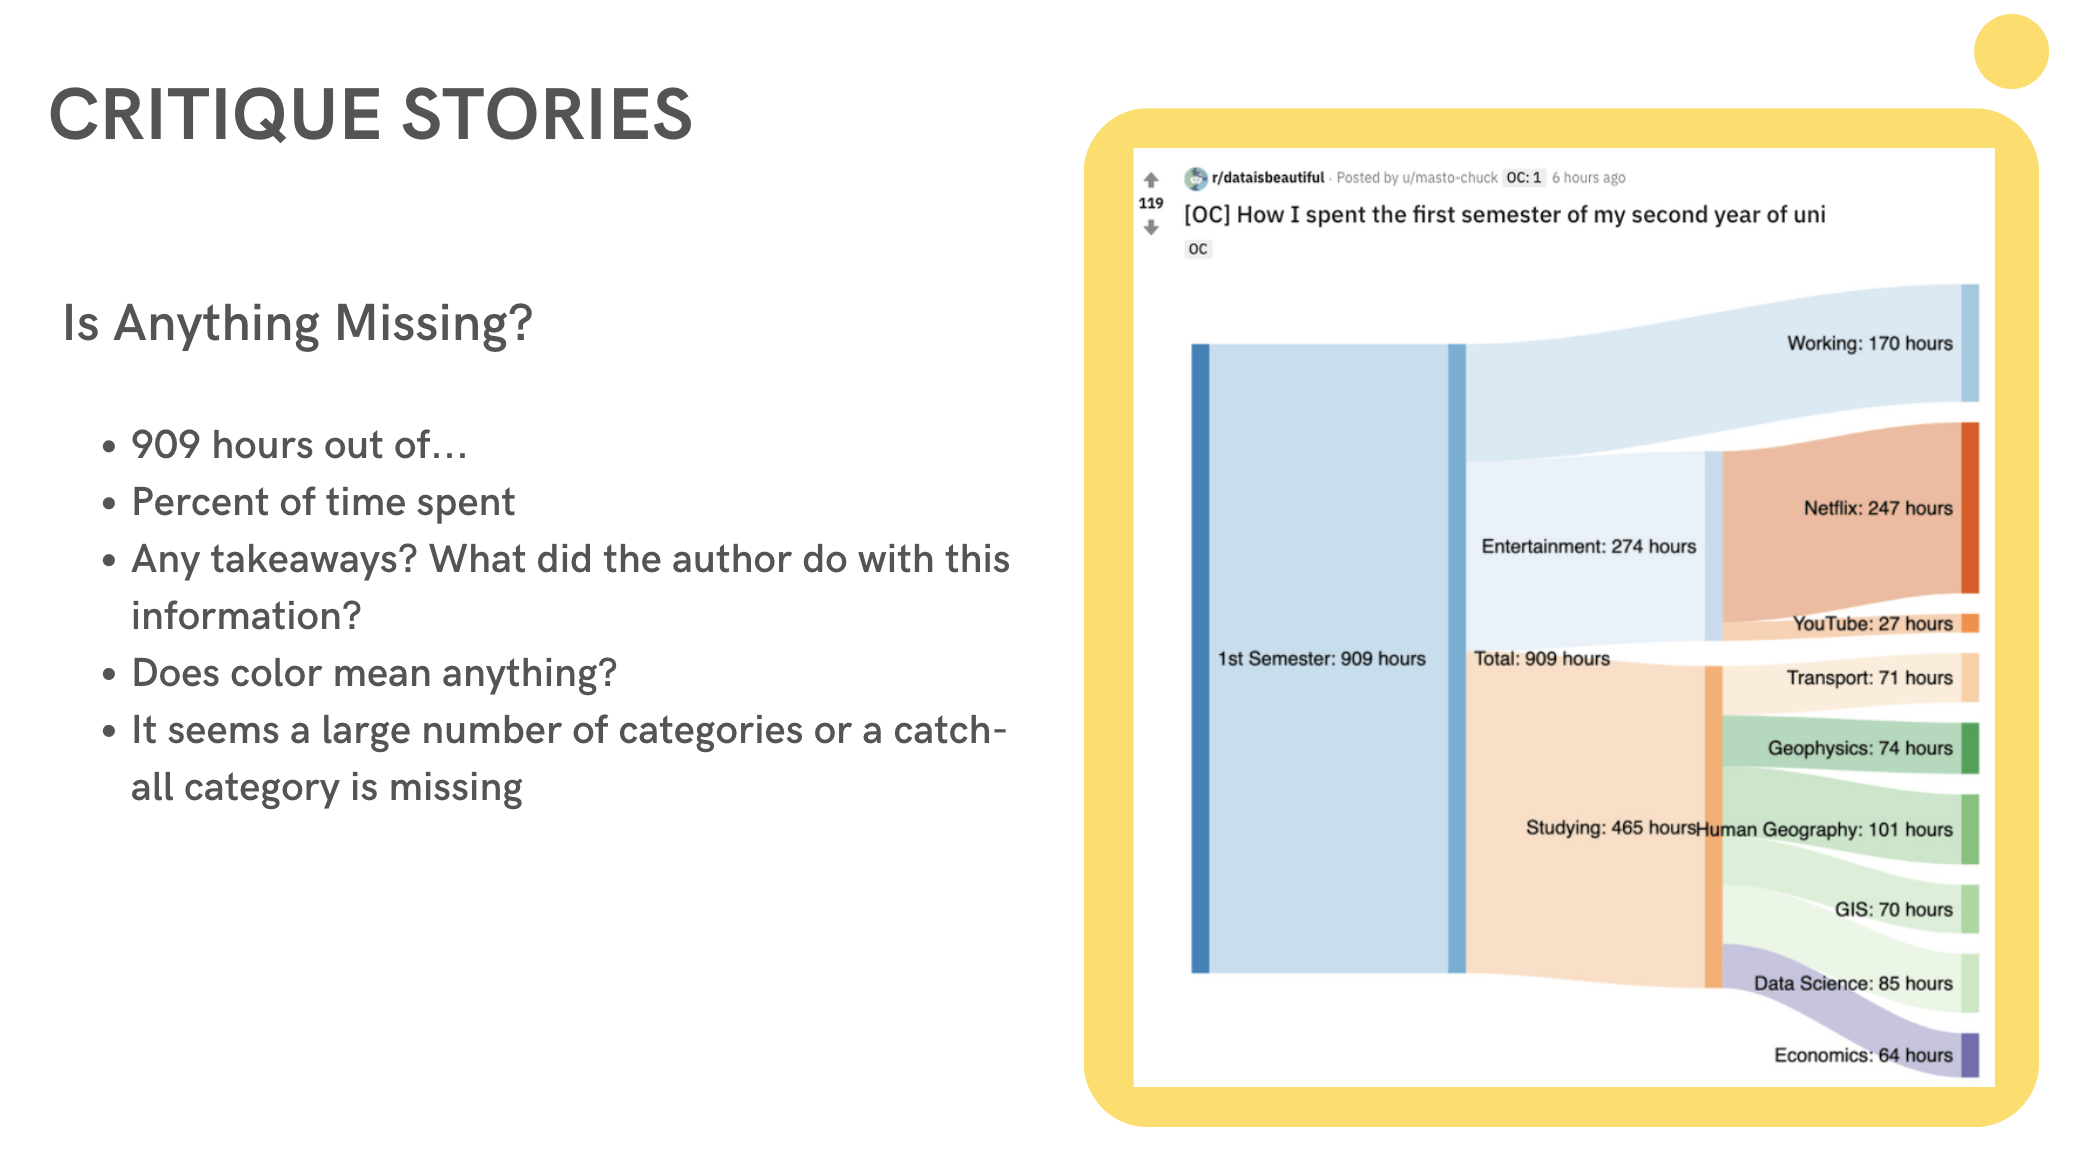 CRITIQUE STORIES
Is Anything Missing?
• 909 hours out of...
• Percent of time spent
• Any takeaways? What did the author do with this
information?
• Does color mean anything?
• It seems a large number of categories or a catch-
all category is missing
r/dataisbeautiful · Posted by u/masto-chuck OC: 1 6 hours ago
119
[OC] How I spent the first semester of my second year of uni
OC
Working: 170 hours
Netflix: 247 hours
Entertainment: 274 hours
YouTube: 27 hours
1st Semester: 909 hours
Total: 909 hours
Transport: 71 hours
Geophysics: 74 hours
Studying: 465 hours
Human Geography: 101 hours
GIS: 70 hours
Data Science: 85 hours
Economics: 64 hours